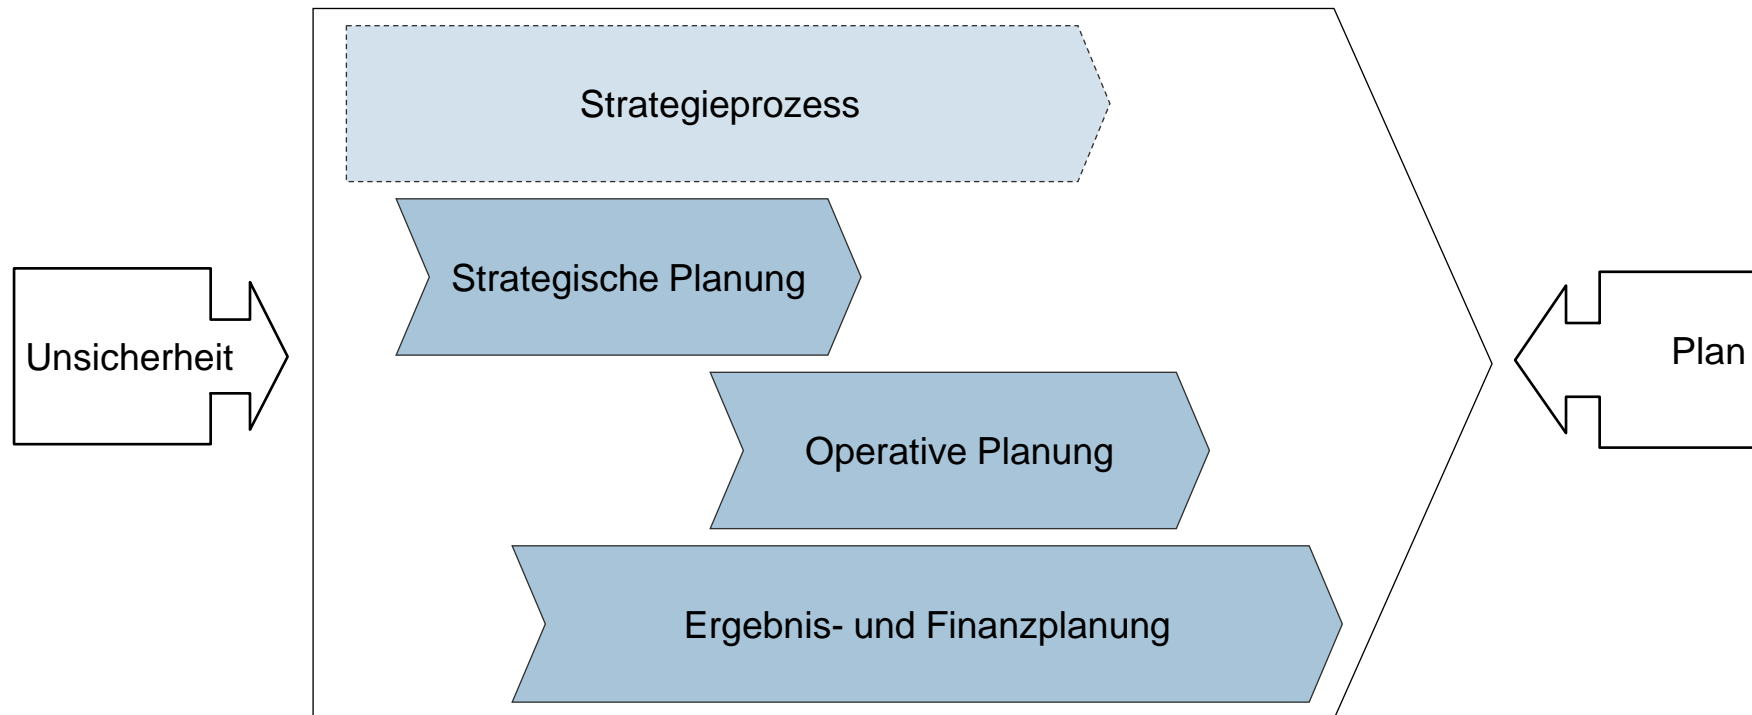 Strategieprozess
Strategische Planung
Unsicherheit
Plan
Operative Planung
Ergebnis- und Finanzplanung